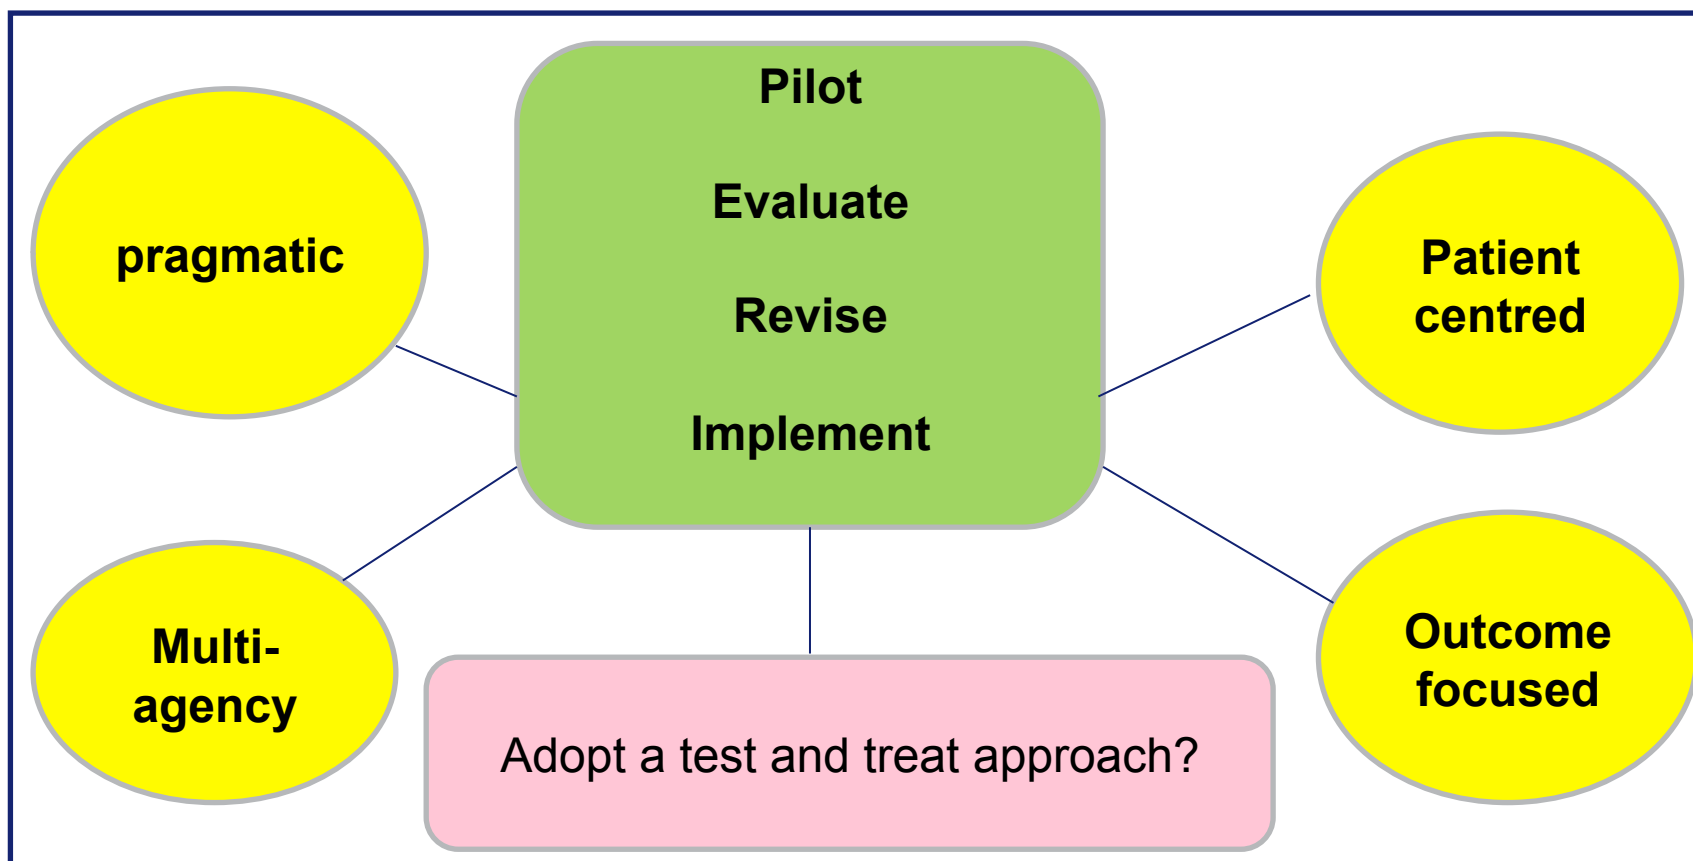 Pilot
Evaluate
Revise
Implement
pragmatic
Patient
centred
Multi-
agency
Outcome
focused
Adopt a test and treat approach?